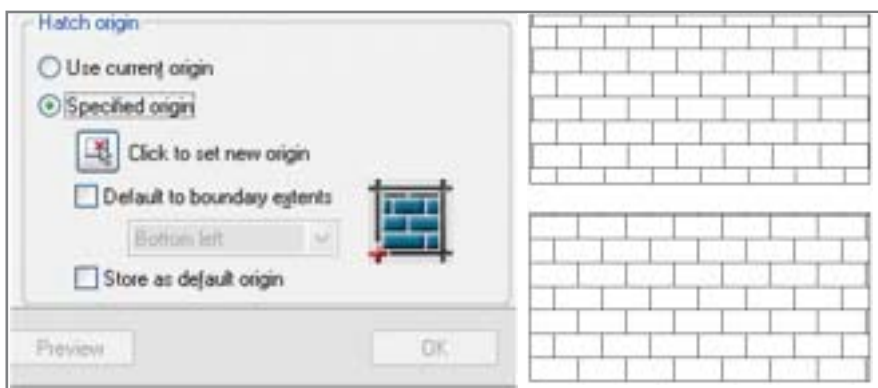 Hatch origin
Use current origin
Specified origin
Click to set new origin
Default to boundary extents
Bottom left
Store as default origin
Preview
OK